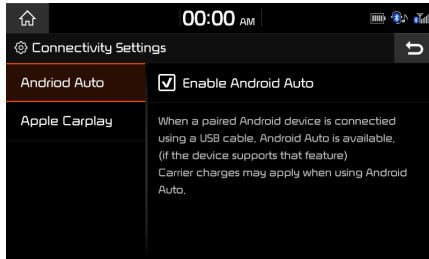 00:00 AM
Connectivity Settings
Andriod Auto
Enable Android Auto
Apple Carplay
When a paired Android device is connectied
using a USB cable, Android Auto is available.
(if the device supports that feature)
Carrier charges may apply when using Android
Auto.